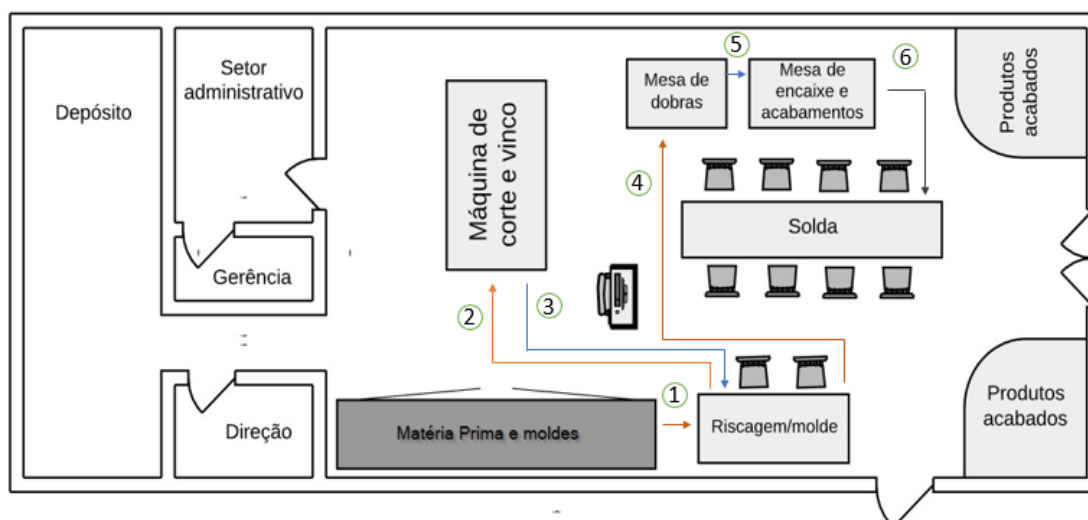 Depósito
Setor
administrativo
Gerência
Direção
Máquina de
corte e vinco
2
3
Matéria Prima e moldes
1
Riscagem/molde
4
Mesa de
dobras
5
Mesa de
encaixe e
acabamentos
6
Solda
Produtos
acabados
Produtos
acabados